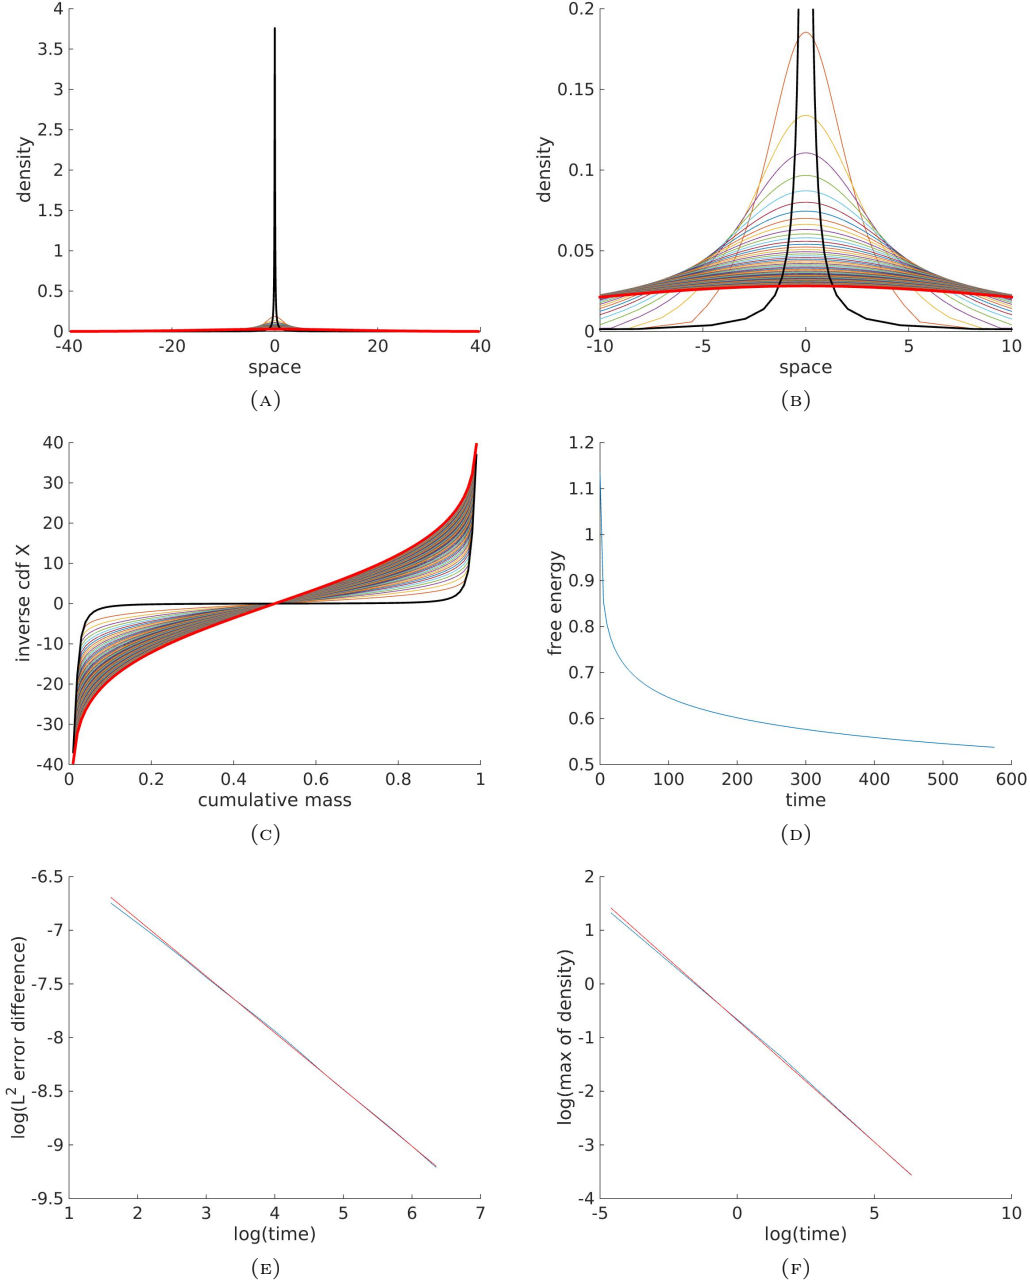 4
3.5
3
2.5
2
1.5
1
0.5
0
density
-40 -20 0 20 40
space
(A)
0.2
0.15
0.1
0.05
0
density
-10 -5 0 5 10
space
(B)
40
30
20
10
0
-10
-20
-30
-40
inverse cdf X
0 0.2 0.4 0.6 0.8 1
cumulative mass
(C)
1.2
1.1
1
0.9
0.8
0.7
0.6
0.5
free energy
0 100 200 300 400 500 600
time
(D)
-6.5
-7
-7.5
-8
-8.5
-9
-9.5
log(L² error difference)
1 2 3 4 5 6 7
log(time)
(E)
2
1
0
-1
-2
-3
-4
log(max of density)
-5 0 5 10
log(time)
(F)